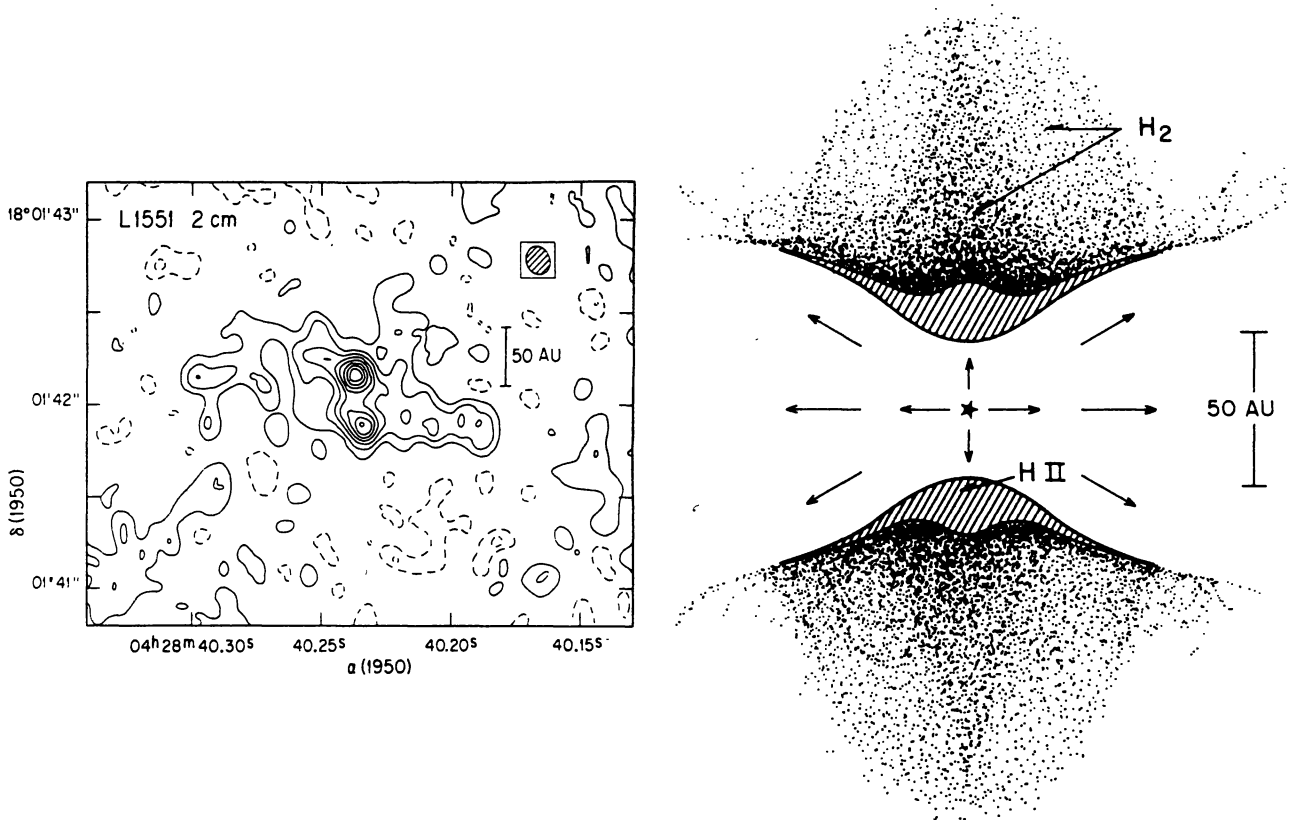 L1551 2 cm
18°01'43"
50 AU
01'42"
01'41"
δ (1950)
04ʰ28ᵐ40.30ˢ 40.25ˢ 40.20ˢ 40.15ˢ
α (1950)
H₂
50 AU
H II